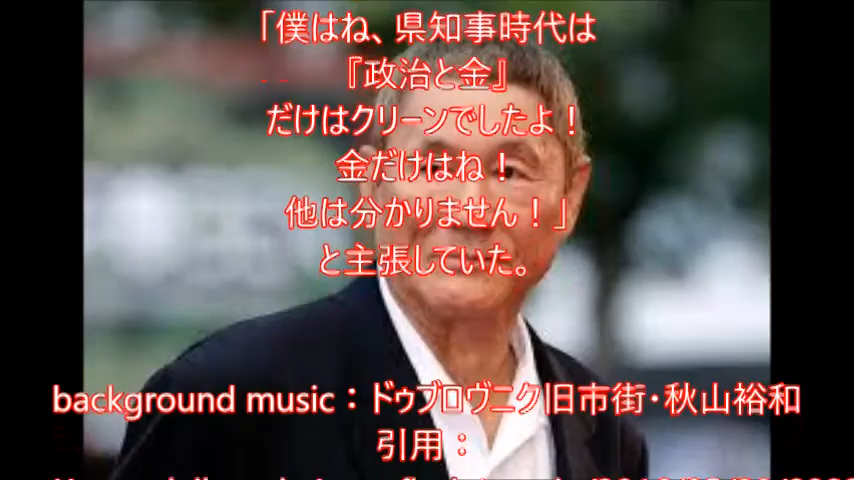 「僕はね、県知事時代は
『政治と金』
だけはクリーンでしたよ！
金だけはね！
他は分かりません！」
と主張していた。
background music：ドゥブロヴニク旧市街・秋山裕和
引用：